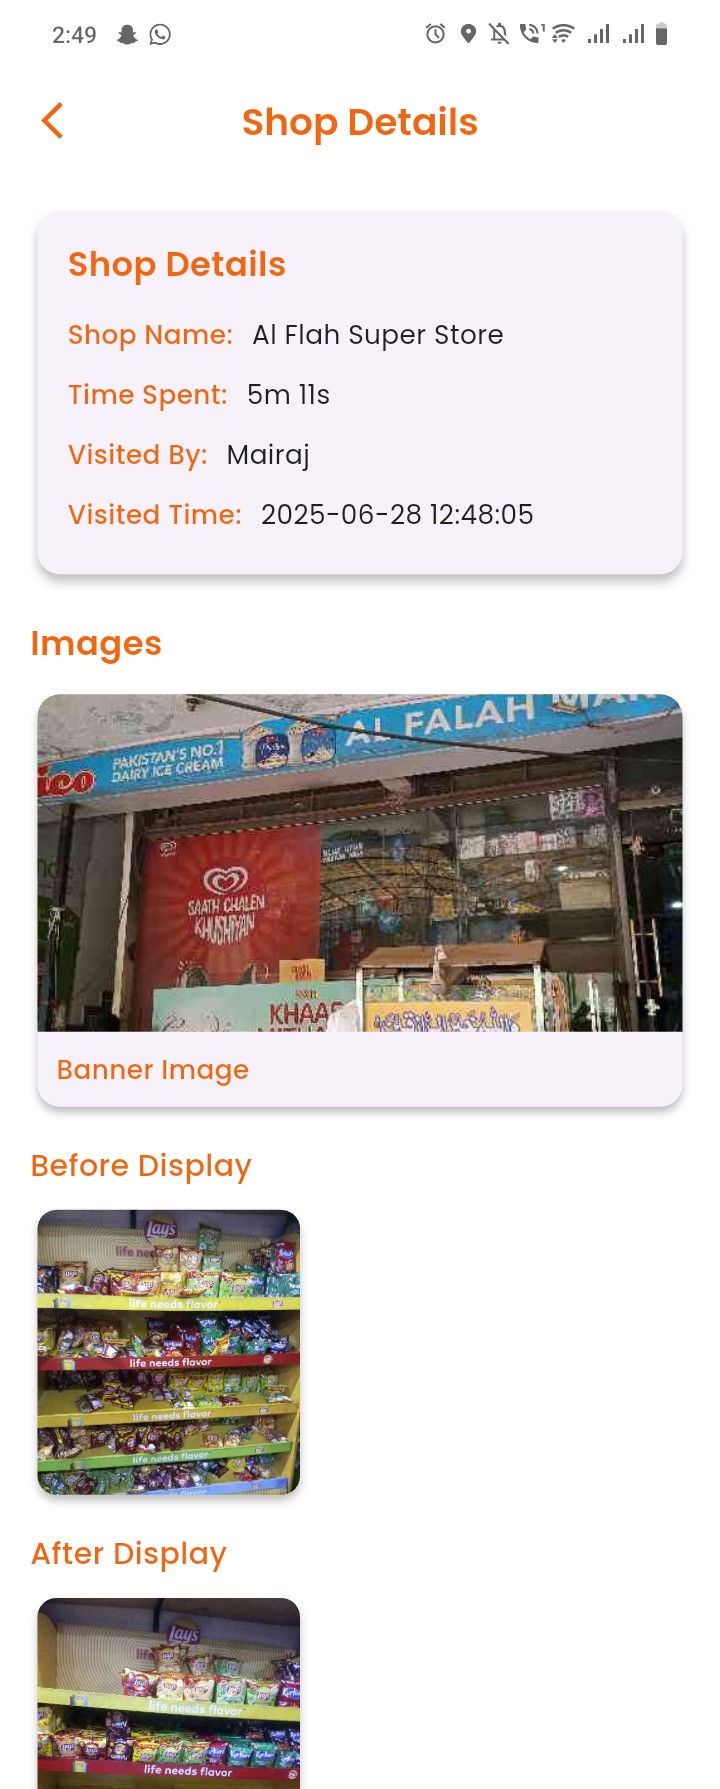 2:49
Shop Details
Shop Details
Shop Name: Al Flah Super Store
Time Spent: 5m 11s
Visited By: Mairaj
Visited Time: 2025-06-28 12:48:05
Images
AL FALAH
PAKISTAN'S NO.1
DAIRY ICE CREAM
ico
SAATH CHALEN
KHUSHIYAN
KHAAS
Banner Image
Before Display
Lay's
life needs flavor
life needs flavor
life needs flavor
life needs flavor
After Display
Lay's
life needs flavor
life needs flavor